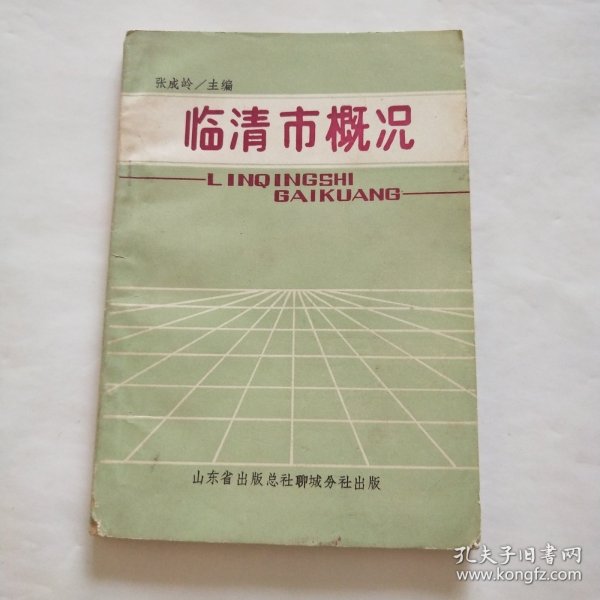 张成岭/主编
临清市概况
LINQINGSHI
GAIKUANG
山东省出版总社聊城分社出版
孔夫子旧书网
www.kongfz.com